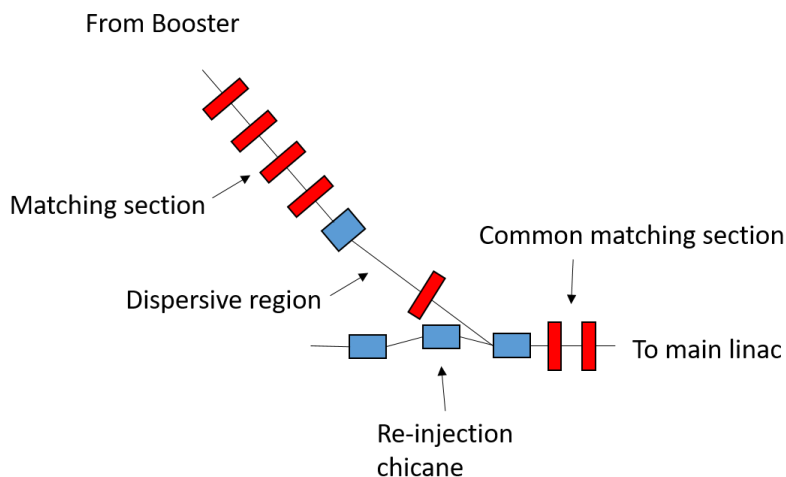 From Booster
Matching section
Common matching section
Dispersive region
To main linac
Re-injection
chicane